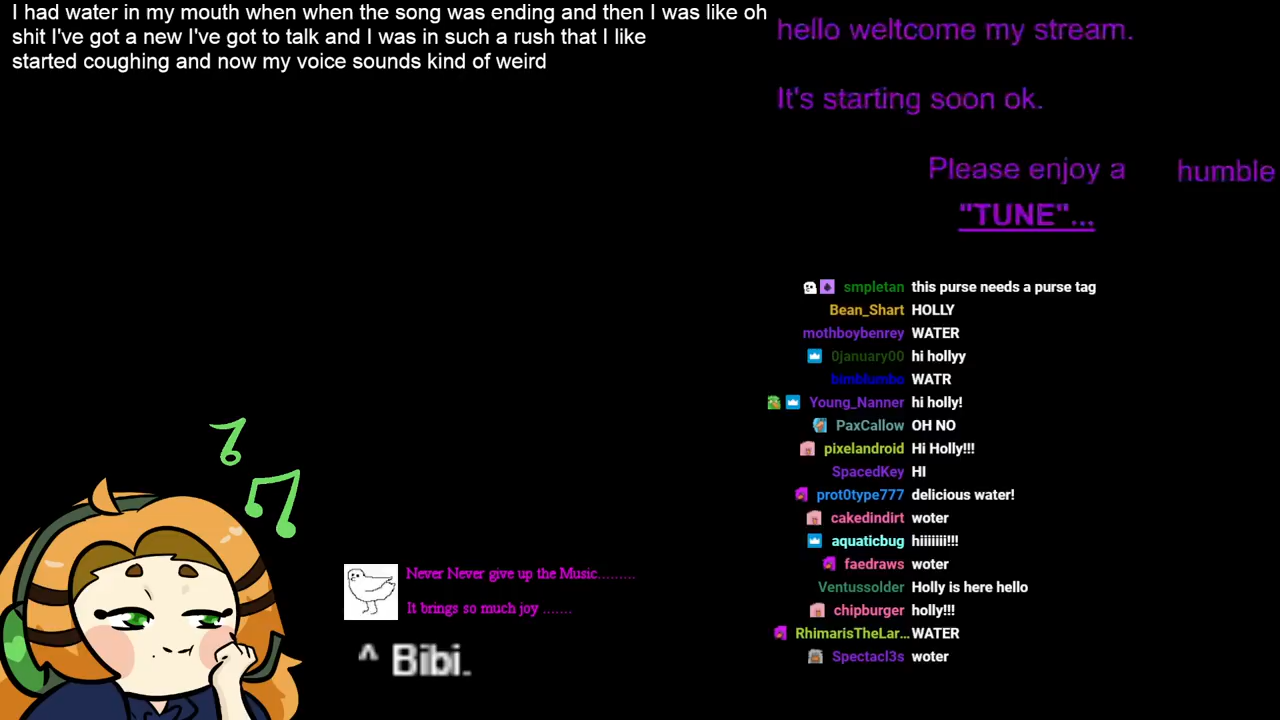 I had water in my mouth when when the song was ending and then I was like oh
shit I've got a new I've got to talk and I was in such a rush that I like
started coughing and now my voice sounds kind of weird
hello weltcome my stream.
It's starting soon ok.
Please enjoy a humble
"TUNE"...
smpletan this purse needs a purse tag
Bean_Shart HOLLY
mothboybenrey WATER
0january00 hi hollyy
bimblumbo WATR
Young_Nanner hi holly!
PaxCallow OH NO
pixelandroid Hi Holly!!!
SpacedKey HI
prot0type777 delicious water!
cakedindirt woter
aquaticbug hiiiiiii!!!
faedraws woter
Ventussolder Holly is here hello
chipburger holly!!!
RhimarisTheLar... WATER
Spectacl3s woter
Never Never give up the Music.........
It brings so much joy .......
^ Bibi.